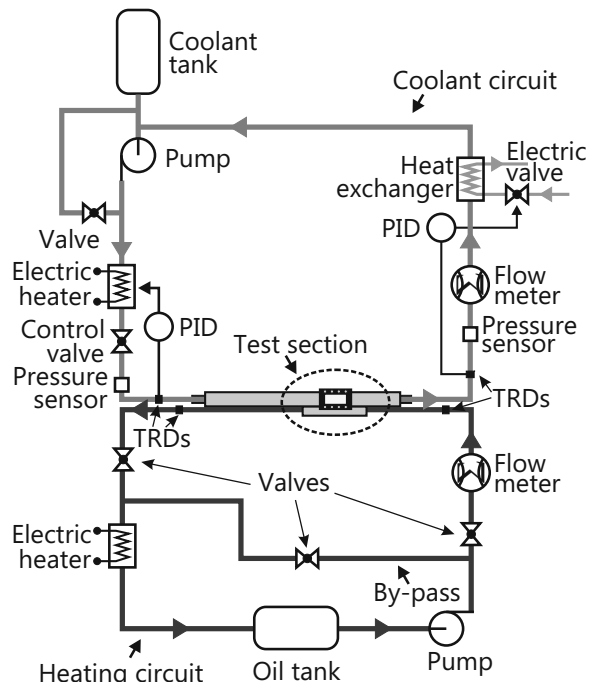 Coolant
tank
Coolant circuit
Pump
Heat
exchanger
Electric
valve
Valve
PID
Electric
heater
Flow
meter
PID
Control
valve
Test section
Pressure
sensor
Pressure
sensor
TRDs
TRDs
Valves
Flow
meter
Electric
heater
By-pass
Heating circuit
Oil tank
Pump